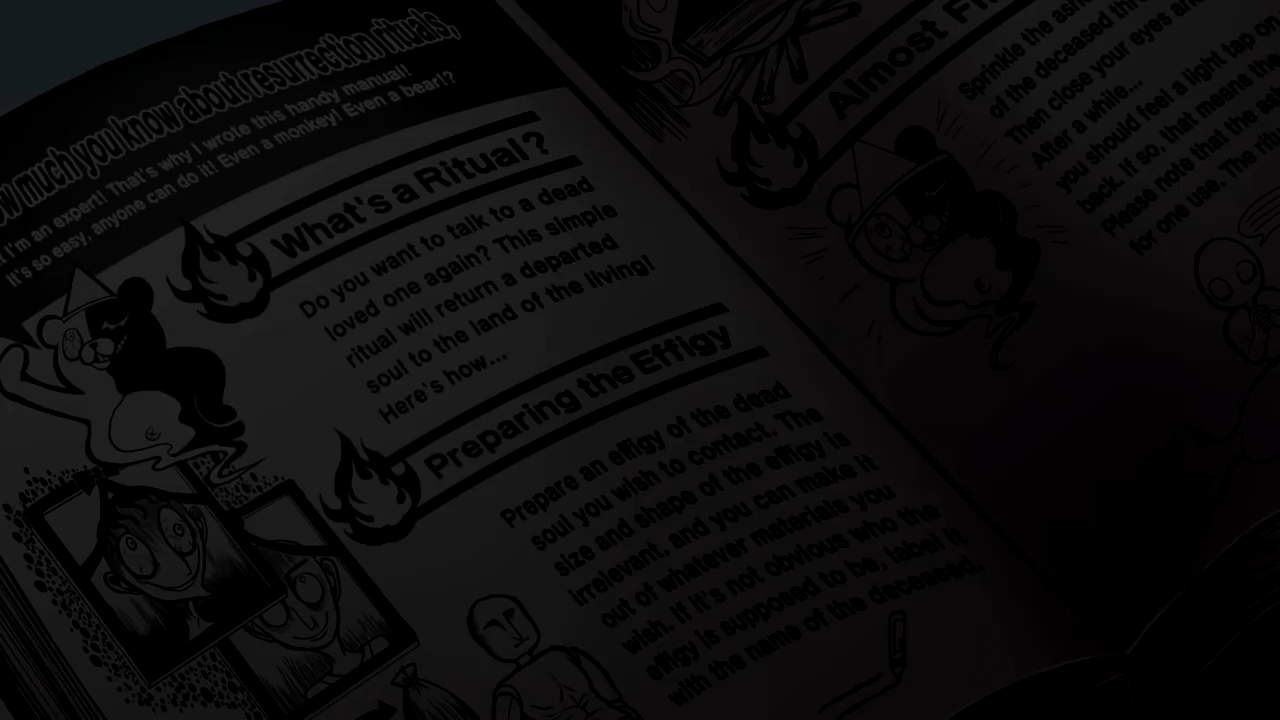 ow much you know about resurrection rituals,
I'm an expert! That's why I wrote this handy manual!
It's so easy, anyone can do it! Even a monkey! Even a bear!?
What's a Ritual?
Do you want to talk to a dead
loved one again? This simple
ritual will return a departed
soul to the land of the living!
Here's how...
Preparing the Effigy
Prepare an effigy of the dead
soul you wish to contact. The
size and shape of the effigy is
irrelevant, and you can make it
out of whatever materials you
wish. If it's not obvious who the
effigy is supposed to be, label it
with the name of the deceased.
Almost
Sprinkle the
of the deceased
Then close your eyes
After a while...
you should feel a light tap on
back. If so, that means the
Please note that the
for one use. The